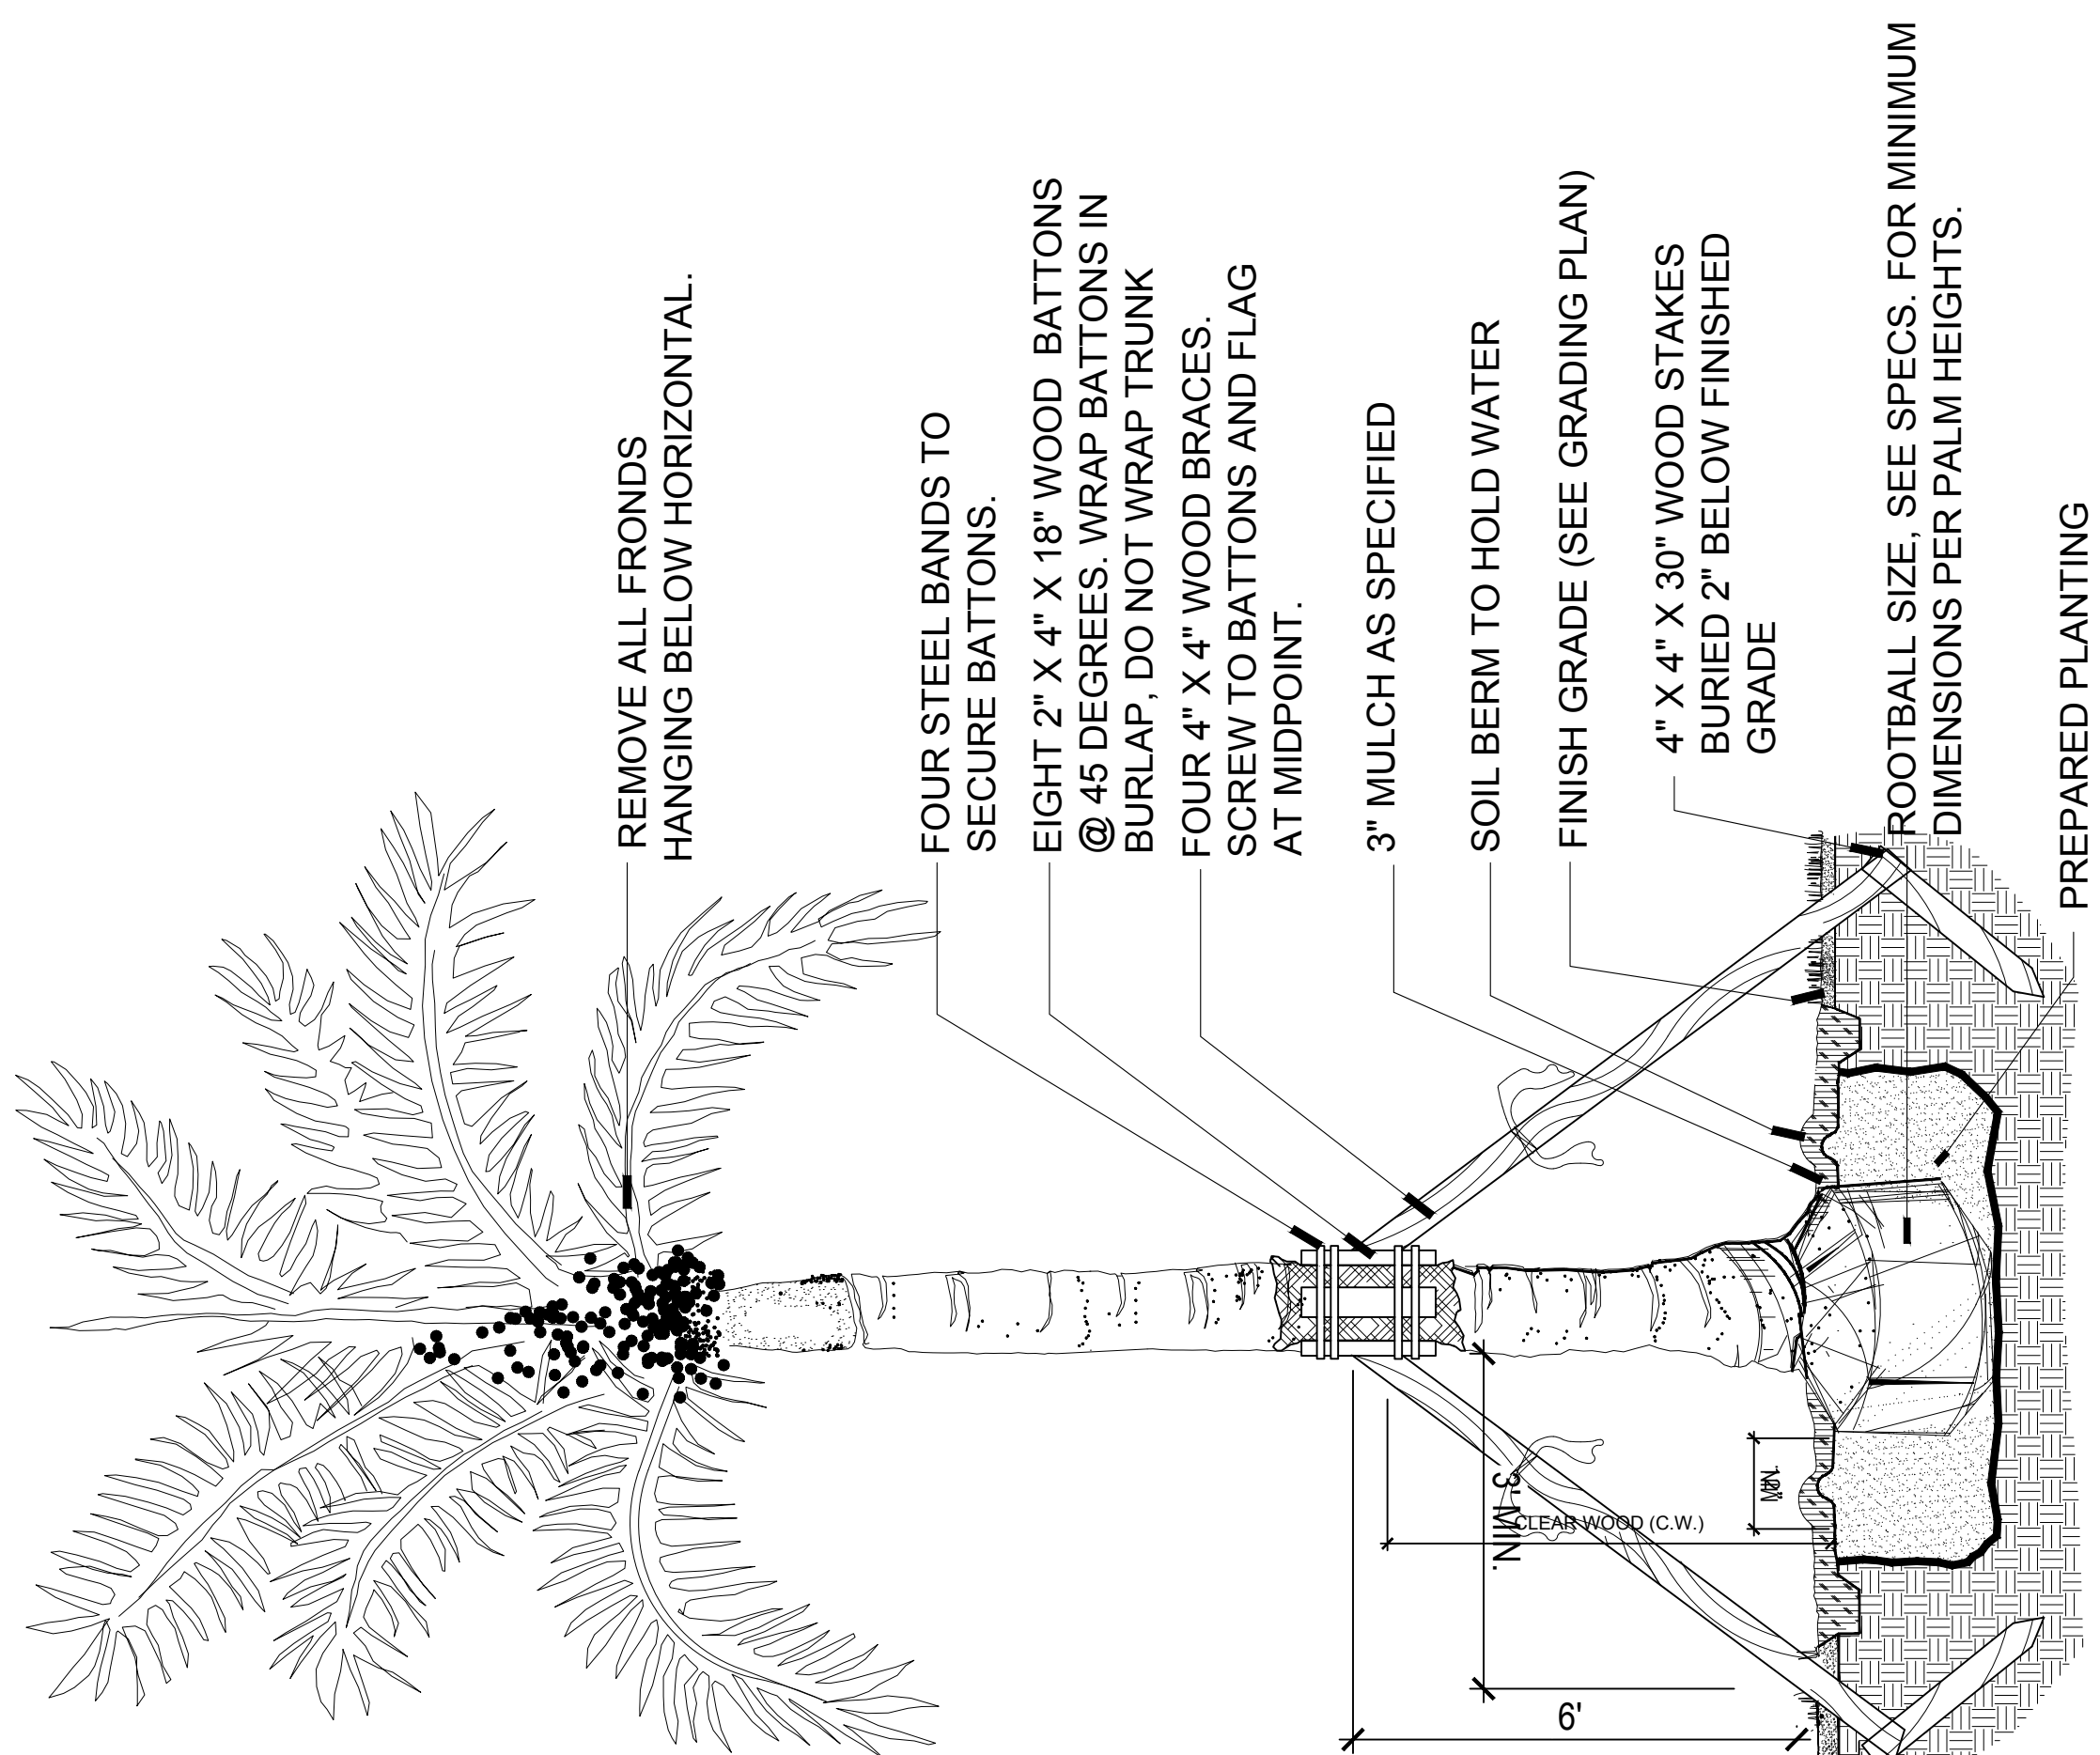 REMOVE ALL FRONDS
HANGING BELOW HORIZONTAL.
FOUR STEEL BANDS TO
SECURE BATTONS.
EIGHT 2" X 4" X 18" WOOD BATTONS
@ 45 DEGREES. WRAP BATTONS IN
BURLAP, DO NOT WRAP TRUNK
FOUR 4" X 4" WOOD BRACES.
SCREW TO BATTONS AND FLAG
AT MIDPOINT.
3" MULCH AS SPECIFIED
SOIL BERM TO HOLD WATER
FINISH GRADE (SEE GRADING PLAN)
4" X 4" X 30" WOOD STAKES
BURIED 2" BELOW FINISHED
GRADE
ROOTBALL SIZE, SEE SPECS. FOR MINIMUM
DIMENSIONS PER PALM HEIGHTS.
PREPARED PLANTING
3' MIN.
CLEAR WOOD (C.W.)
6'